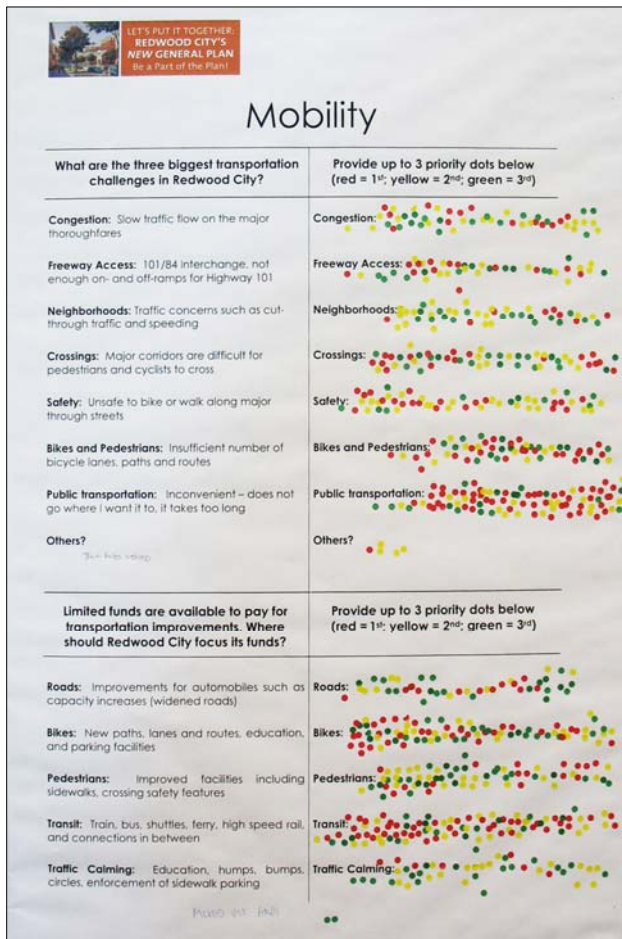 LET'S PUT IT TOGETHER:
REDWOOD CITY'S
NEW GENERAL PLAN
Be a Part of the Plan!
Mobility
What are the three biggest transportation
challenges in Redwood City?
Provide up to 3 priority dots below
(red = 1st; yellow = 2nd; green = 3rd)
Congestion: Slow traffic flow on the major
thoroughfares
Congestion:
Freeway Access: 101/84 Interchange, not
enough on- and off-ramps for Highway 101
Freeway Access:
Neighborhoods: Traffic concerns such as cut-
through traffic and speeding
Neighborhoods:
Crossings: Major corridors are difficult for
pedestrians and cyclists to cross
Crossings:
Safety: Unsafe to bike or walk along major
through streets
Safety:
Bikes and Pedestrians: Insufficient number of
bicycle lanes, paths and routes
Bikes and Pedestrians:
Public transportation: Inconvenient – does not
go where I want it to, it takes too long
Public transportation:
Others?
Others?
Limited funds are available to pay for
transportation improvements. Where
should Redwood City focus its funds?
Provide up to 3 priority dots below
(red = 1st; yellow = 2nd; green = 3rd)
Roads: Improvements for automobiles such as
capacity increases (widened roads)
Roads:
Bikes: New paths, lanes and routes, education,
and parking facilities
Bikes:
Pedestrians: Improved facilities including
sidewalks, crossing safety features
Pedestrians:
Transit: Train, bus, shuttles, ferry, high speed rail,
and connections in between
Transit:
Traffic Calming: Education, humps, bumps,
circles, enforcement of sidewalk parking
Traffic Calming: